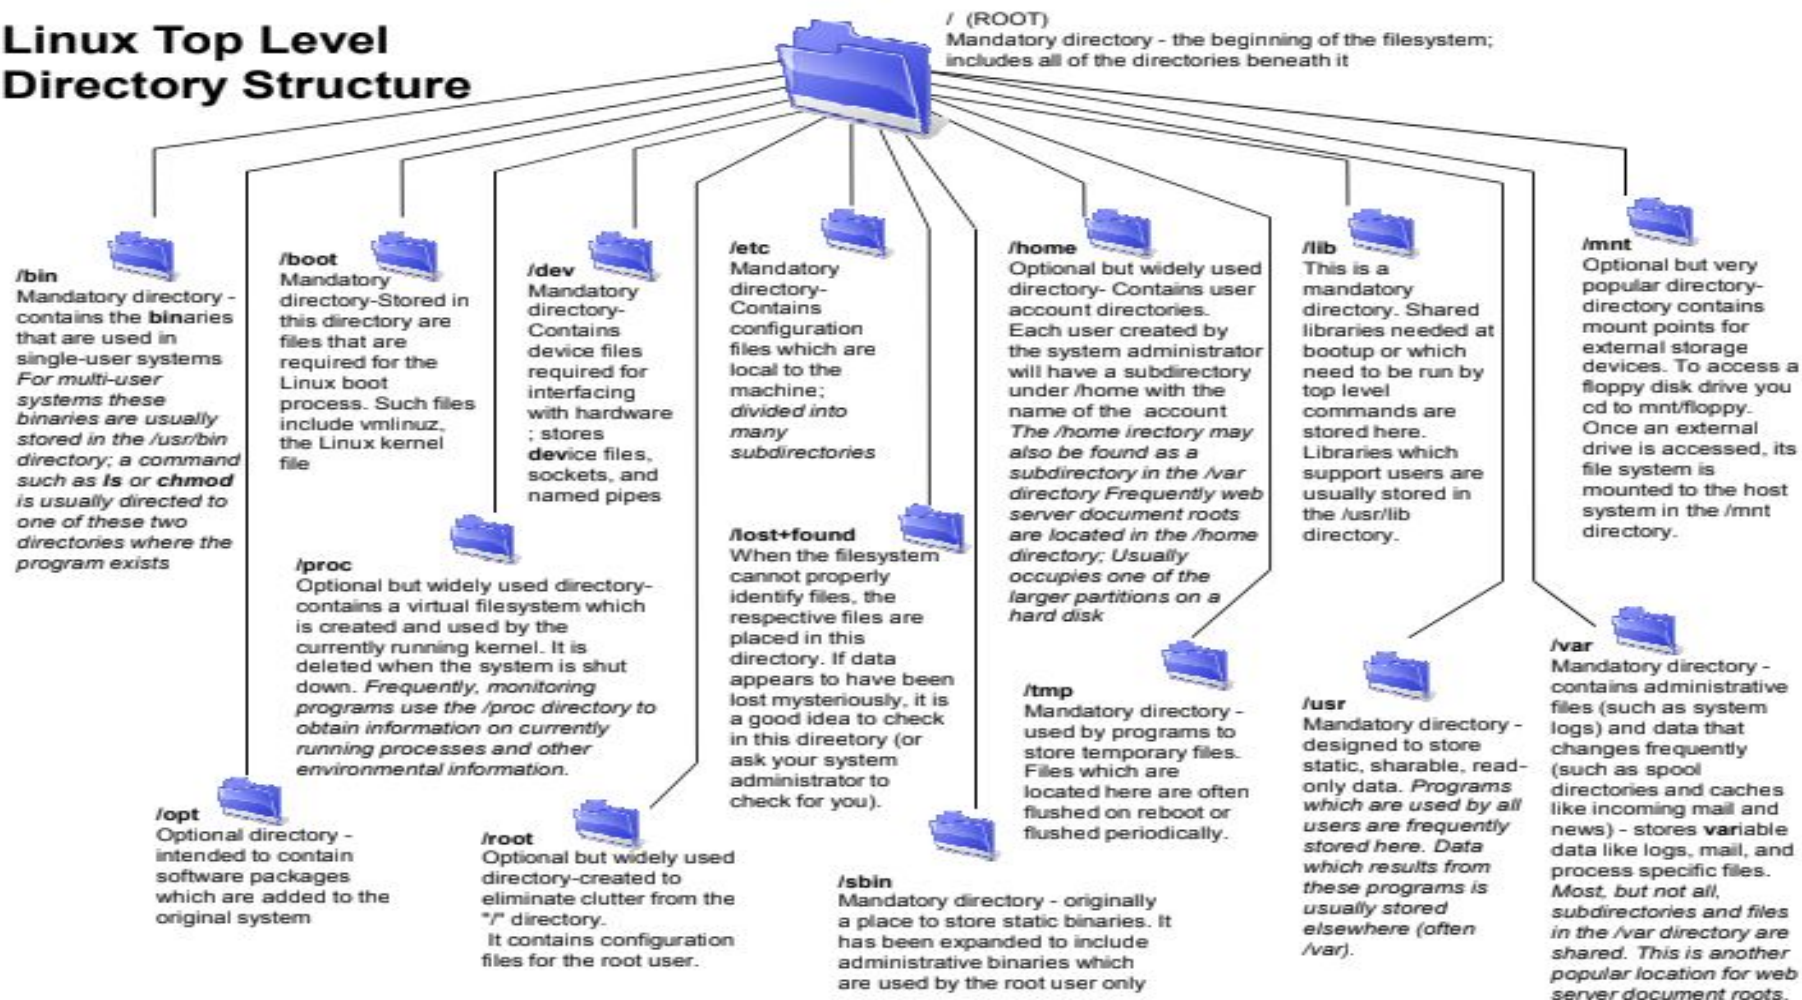 Linux Top Level
Directory Structure
/ (ROOT)
Mandatory directory - the beginning of the filesystem;
includes all of the directories beneath it
/bin
Mandatory directory -
contains the binaries
that are used in
single-user systems
For multi-user
systems these
binaries are usually
stored in the /usr/bin
directory; a command
such as ls or chmod
is usually directed to
one of these two
directories where the
program exists
/boot
Mandatory
directory-Stored in
this directory are
files that are
required for the
Linux boot
process. Such files
include vmlinuz,
the Linux kernel
file
/dev
Mandatory
directory-
Contains
device files
required for
interfacing
with hardware
; stores
device files,
sockets, and
named pipes
/etc
Mandatory
directory-
Contains
configuration
files which are
local to the
machine;
divided into
many
subdirectories
/home
Optional but widely used
directory- Contains user
account directories.
Each user created by
the system administrator
will have a subdirectory
under /home with the
name of the account
The /home irectory may
also be found as a
subdirectory in the /var
directory Frequently web
server document roots
are located in the /home
directory; Usually
occupies one of the
larger partitions on a
hard disk
/lib
This is a
mandatory
directory. Shared
libraries needed at
bootup or which
need to be run by
top level
commands are
stored here.
Libraries which
support users are
usually stored in
the /usr/lib
directory.
/mnt
Optional but very
popular directory-
directory contains
mount points for
external storage
devices. To access a
floppy disk drive you
cd to mnt/floppy.
Once an external
drive is accessed, its
file system is
mounted to the host
system in the /mnt
directory.
/proc
Optional but widely used directory-
contains a virtual filesystem which
is created and used by the
currently running kernel. It is
deleted when the system is shut
down. Frequently, monitoring
programs use the /proc directory to
obtain information on currently
running processes and other
environmental information.
/lost+found
When the filesystem
cannot properly
identify files, the
respective files are
placed in this
directory. If data
appears to have been
lost mysteriously, it is
a good idea to check
in this direetory (or
ask your system
administrator to
check for you).
/tmp
Mandatory directory -
used by programs to
store temporary files.
Files which are
located here are often
flushed on reboot or
flushed periodically.
/usr
Mandatory directory -
designed to store
static, sharable, read-
only data. Programs
which are used by all
users are frequently
stored here. Data
which results from
these programs is
usually stored
elsewhere (often
/var).
/var
Mandatory directory -
contains administrative
files (such as system
logs) and data that
changes frequently
(such as spool
directories and caches
like incoming mail and
news) - stores variable
data like logs, mail, and
process specific files.
Most, but not all,
subdirectories and files
in the /var directory are
shared. This is another
popular location for web
server document roots.
/opt
Optional directory -
intended to contain
software packages
which are added to the
original system
/root
Optional but widely used
directory-created to
eliminate clutter from the
"/" directory.
It contains configuration
files for the root user.
/sbin
Mandatory directory - originally
a place to store static binaries. It
has been expanded to include
administrative binaries which
are used by the root user only